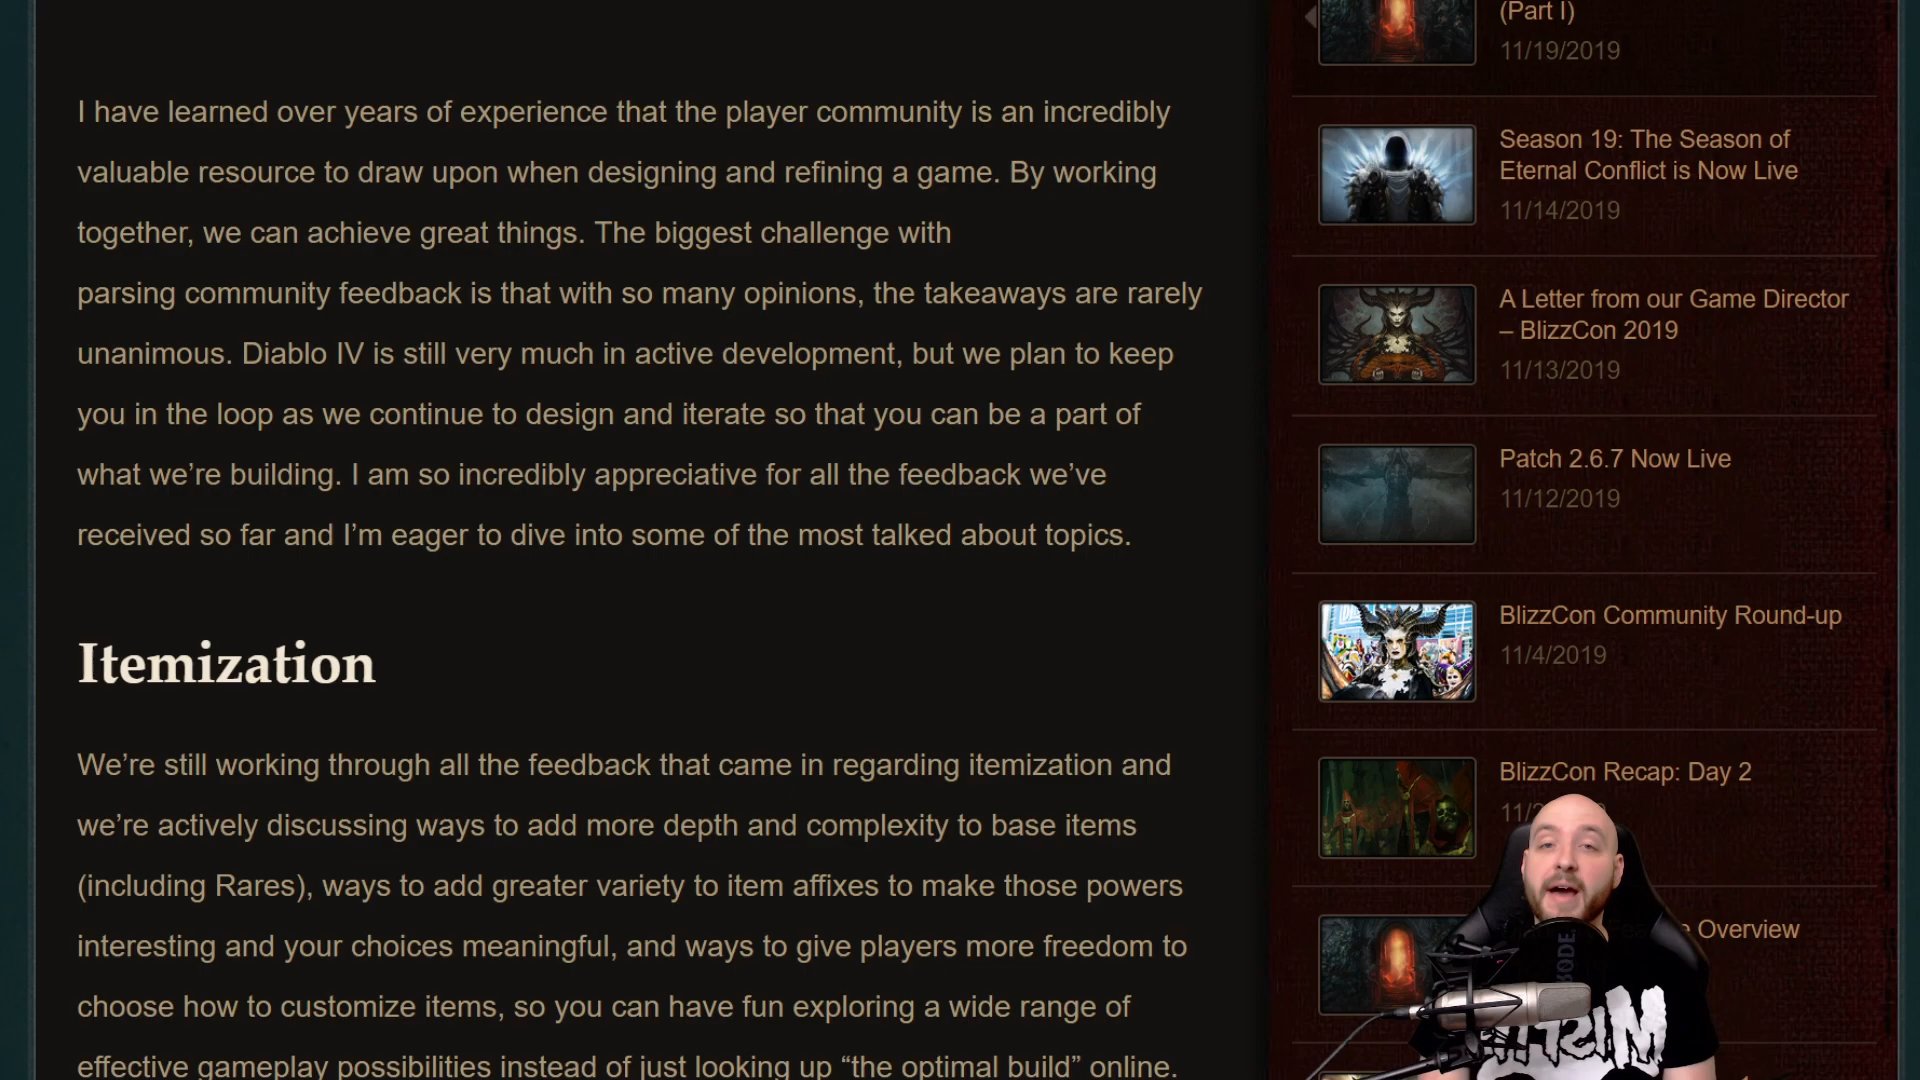 I have learned over years of experience that the player community is an incredibly
valuable resource to draw upon when designing and refining a game. By working
together, we can achieve great things. The biggest challenge with
parsing community feedback is that with so many opinions, the takeaways are rarely
unanimous. Diablo IV is still very much in active development, but we plan to keep
you in the loop as we continue to design and iterate so that you can be a part of
what we’re building. I am so incredibly appreciative for all the feedback we’ve
received so far and I’m eager to dive into some of the most talked about topics.
Itemization
We’re still working through all the feedback that came in regarding itemization and
we’re actively discussing ways to add more depth and complexity to base items
(including Rares), ways to add greater variety to item affixes to make those powers
interesting and your choices meaningful, and ways to give players more freedom to
choose how to customize items, so you can have fun exploring a wide range of
effective gameplay possibilities instead of just looking up “the optimal build” online.
(Part I)
11/19/2019
Season 19: The Season of
Eternal Conflict is Now Live
11/14/2019
A Letter from our Game Director
– BlizzCon 2019
11/13/2019
Patch 2.6.7 Now Live
11/12/2019
BlizzCon Community Round-up
11/4/2019
BlizzCon Recap: Day 2
Overview